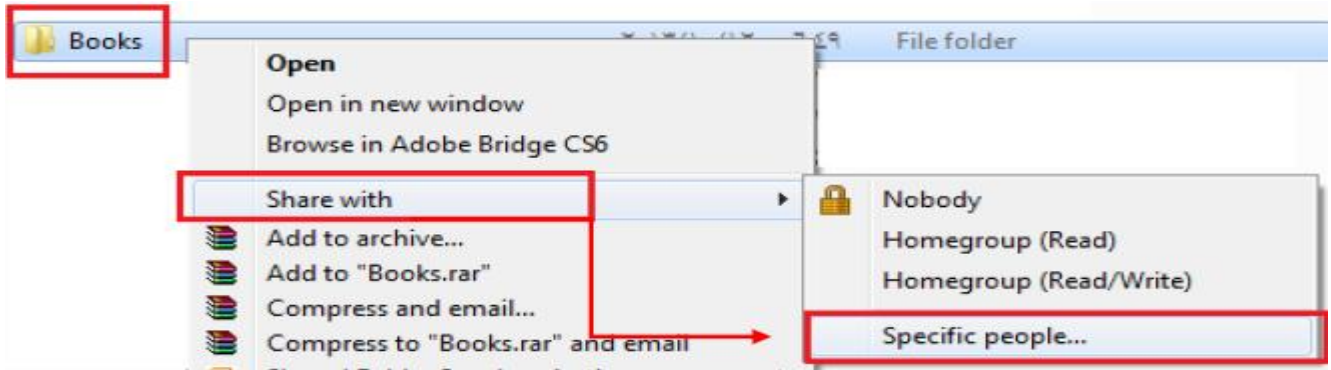 Books File folder
Open
Open in new window
Browse in Adobe Bridge CS6
Share with
Add to archive...
Add to "Books.rar"
Compress and email...
Compress to "Books.rar" and email
Nobody
Homegroup (Read)
Homegroup (Read/Write)
Specific people...